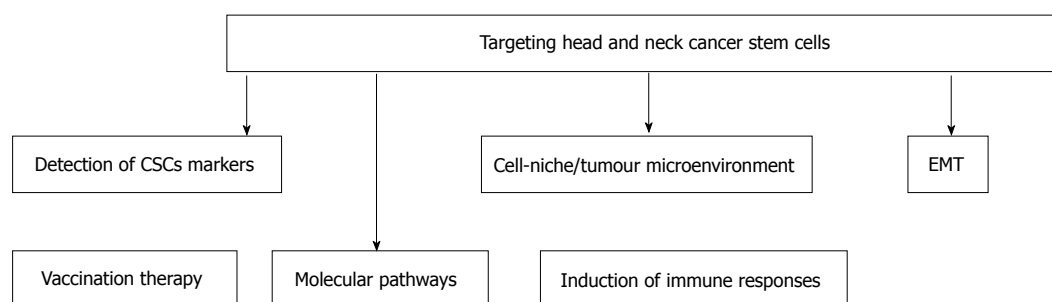 Targeting head and neck cancer stem cells
Detection of CSCs markers
Cell-niche/tumour microenvironment
EMT
Vaccination therapy
Molecular pathways
Induction of immune responses